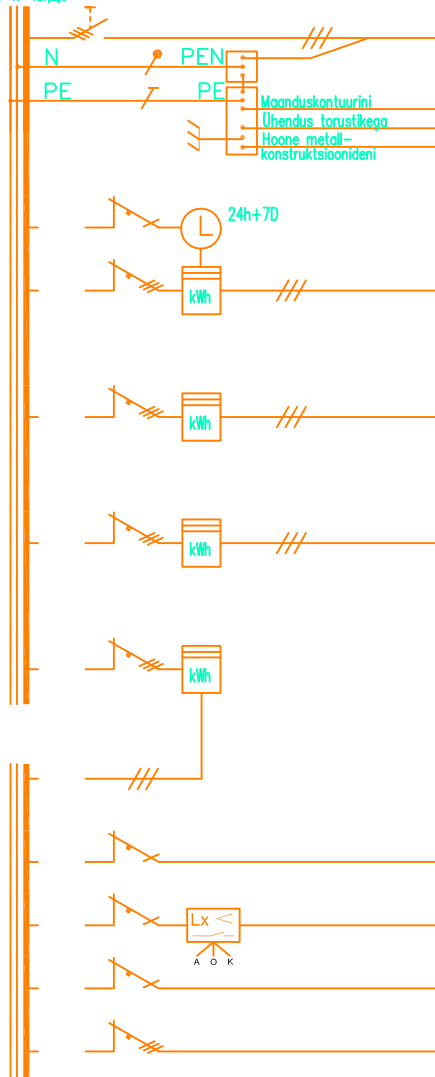 N
PEN
PE
PE
Maanduskontuurini
Ühendus torustikega
Hoone metall-
konstruktsioonideni
24h+7D
kWh
kWh
kWh
kWh
Lx <
A O K